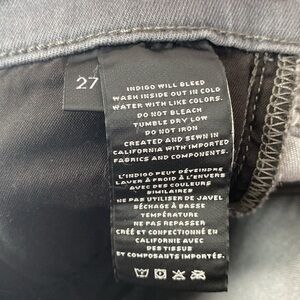 27
INDIGO WILL BLEED
WASH INSIDE OUT IN COLD
WATER WITH LIKE COLORS.
DO NOT BLEACH
TUMBLE DRY LOW
DO NOT IRON
CREATED AND SEWN IN
CALIFORNIA WITH IMPORTED
FABRICS AND COMPONENTS.
L'INDIGO PEUT DÉTEINDRE
LAVER À FROID À L'ENVERS
AVEC DES COULEURS
SIMILAIRES
NE PAS UTILISER DE JAVEL
SÉCHAGE À BASSE
TEMPÉRATURE
NE PAS REPASSER
CRÉÉ ET CONFECTIONNÉ EN
CALIFORNIE AVEC
DES TISSUS
ET COMPOSANTS IMPORTÉS.